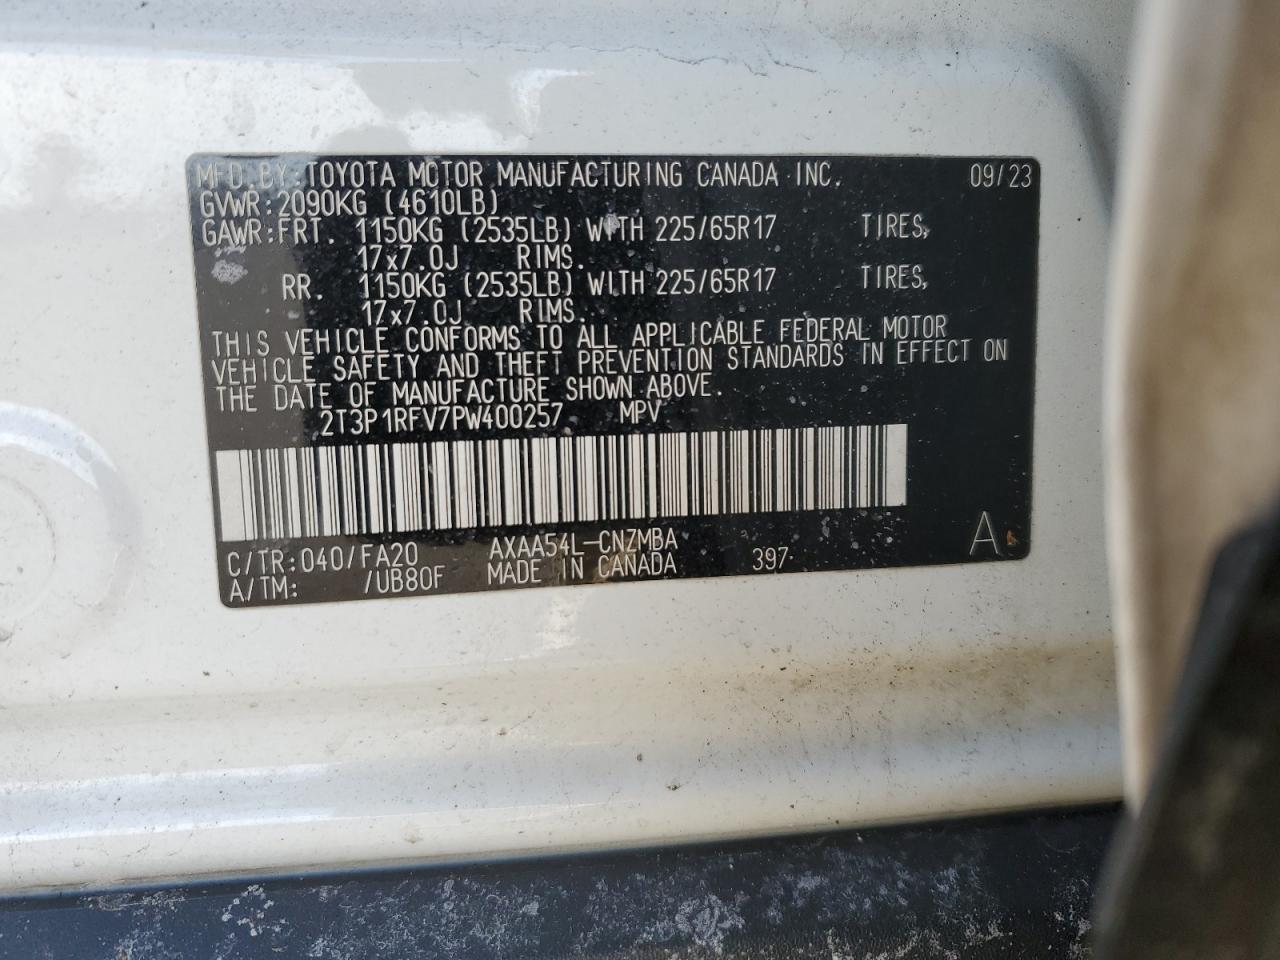 MFD.BY:TOYOTA MOTOR MANUFACTURING CANADA INC. 09/23
GVWR:2090KG (4610LB)
GAWR:FRT. 1150KG (2535LB) WITH 225/65R17 TIRES,
17x7.0J RIMS.
RR. 1150KG (2535LB) WITH 225/65R17 TIRES,
17x7.0J RIMS.
THIS VEHICLE CONFORMS TO ALL APPLICABLE FEDERAL MOTOR
VEHICLE SAFETY AND THEFT PREVENTION STANDARDS IN EFFECT ON
THE DATE OF MANUFACTURE SHOWN ABOVE.
2T3P1RFV7PW400257 MPV
C/TR:040/FA20 AXAA54L-CNZMBA 397 A
A/TM: /UB80F MADE IN CANADA